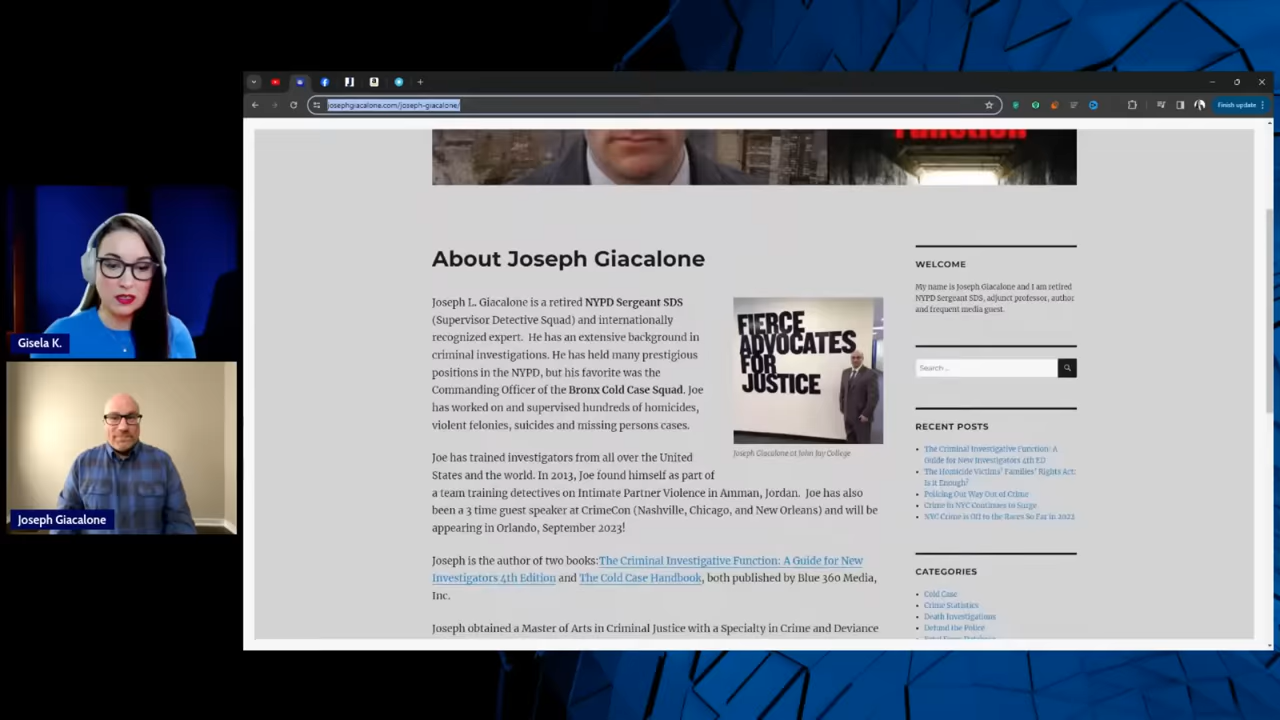 josephgiacalone.com/joseph-giacalone/
Finish update
Function
About Joseph Giacalone
Joseph L. Giacalone is a retired NYPD Sergeant SDS
(Supervisor Detective Squad) and internationally
recognized expert. He has an extensive background in
criminal investigations. He has held many prestigious
positions in the NYPD, but his favorite was the
Commanding Officer of the Bronx Cold Case Squad. Joe
has worked on and supervised hundreds of homicides,
violent felonies, suicides and missing persons cases.
FIERCE
ADVOCATES
FOR
JUSTICE
Joseph Giacalone at John Jay College
Joe has trained investigators from all over the United
States and the world. In 2013, Joe found himself as part of
a team training detectives on Intimate Partner Violence in Amman, Jordan. Joe has also
been a 3 time guest speaker at CrimeCon (Nashville, Chicago, and New Orleans) and will be
appearing in Orlando, September 2023!
Joseph is the author of two books:The Criminal Investigative Function: A Guide for New
Investigators 4th Edition and The Cold Case Handbook, both published by Blue 360 Media,
Inc.
Joseph obtained a Master of Arts in Criminal Justice with a Specialty in Crime and Deviance
WELCOME
My name is Joseph Giacalone and I am retired
NYPD Sergeant SDS, adjunct professor, author
and frequent media guest.
Search …
RECENT POSTS
The Criminal Investigative Function: A
Guide for New Investigators 4th ED
The Homicide Victims' Families' Rights Act:
Is it Enough?
Policing Our Way Out of Crime
Crime in NYC Continues to Surge
NYC Crime is Off to the Races So Far in 2022
CATEGORIES
Cold Case
Crime Statistics
Death Investigations
Defund the Police
Gisela K.
Joseph Giacalone